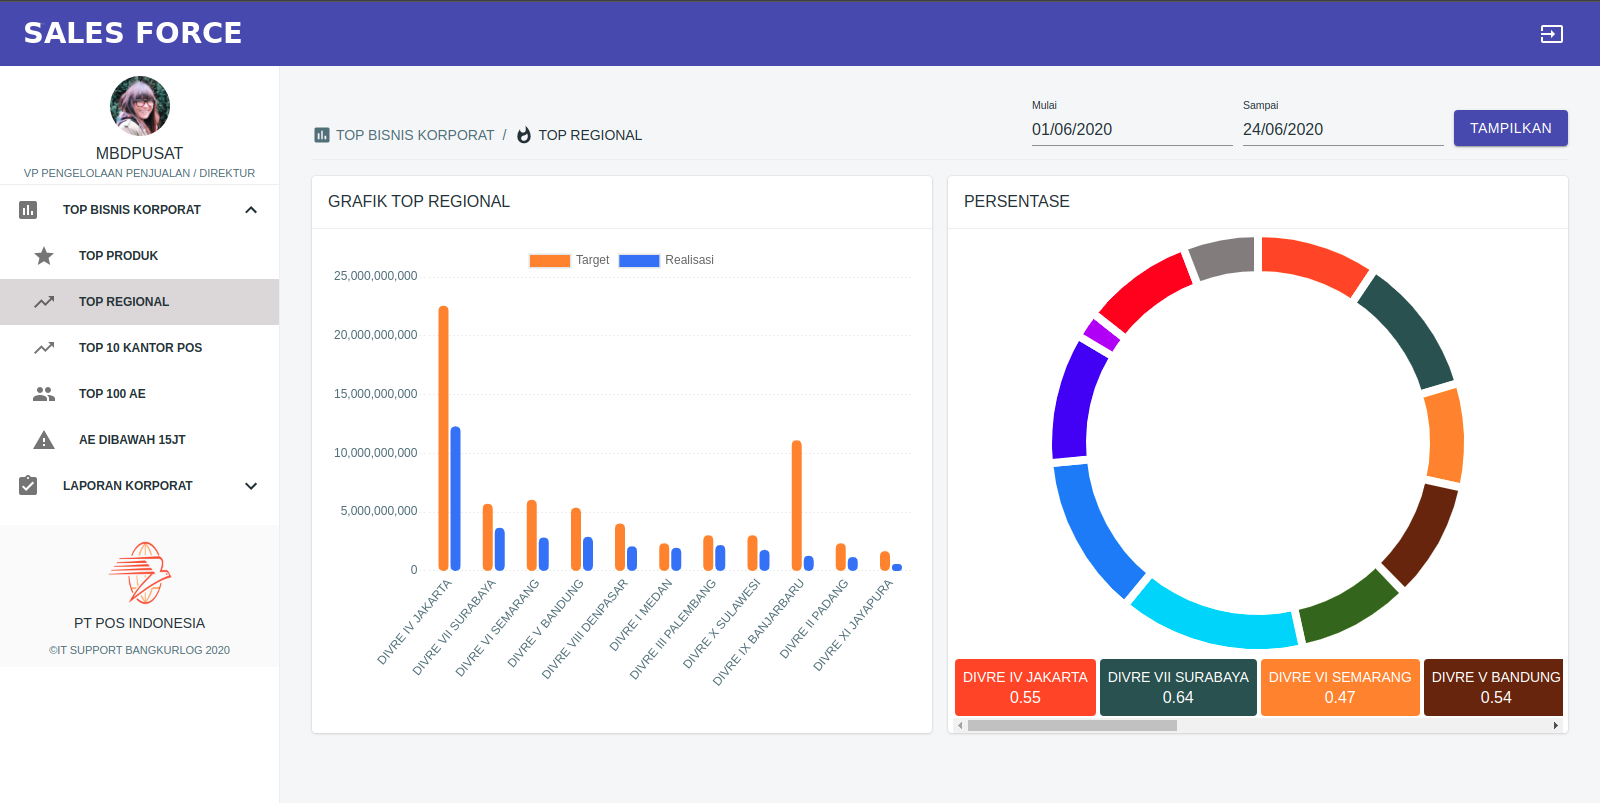 SALES FORCE
MBDPUSAT
VP PENGELOLAAN PENJUALAN / DIREKTUR
TOP BISNIS KORPORAT
TOP PRODUK
TOP REGIONAL
TOP 10 KANTOR POS
TOP 100 AE
AE DIBAWAH 15JT
LAPORAN KORPORAT
PT POS INDONESIA
©IT SUPPORT BANGKURLOG 2020
TOP BISNIS KORPORAT / TOP REGIONAL
Mulai
01/06/2020
Sampai
24/06/2020
TAMPILKAN
GRAFIK TOP REGIONAL
Target Realisasi
25,000,000,000
20,000,000,000
15,000,000,000
10,000,000,000
5,000,000,000
0
DIVRE IV JAKARTA
DIVRE VII SURABAYA
DIVRE VI SEMARANG
DIVRE V BANDUNG
DIVRE VIII DENPASAR
DIVRE I MEDAN
DIVRE III PALEMBANG
DIVRE X SULAWESI
DIVRE IX BANJARBARU
DIVRE II PADANG
DIVRE XI JAYAPURA
PERSENTASE
DIVRE IV JAKARTA
0.55
DIVRE VII SURABAYA
0.64
DIVRE VI SEMARANG
0.47
DIVRE V BANDUNG
0.54